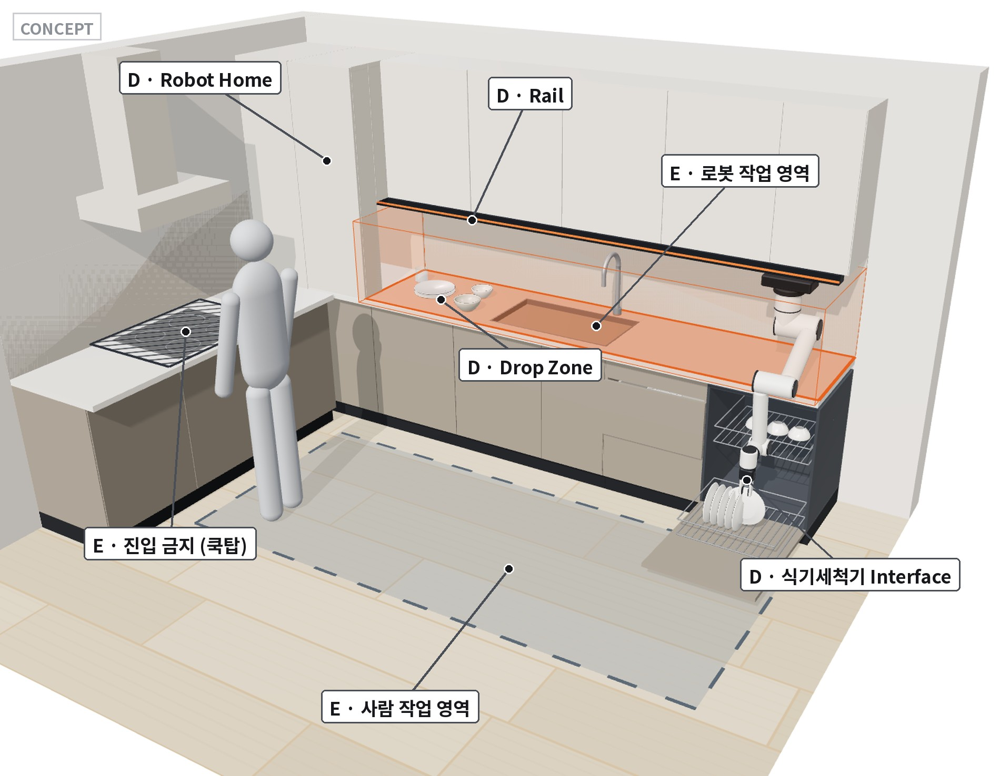 CONCEPT
D · Robot Home
D · Rail
E · 로봇 작업 영역
D · Drop Zone
E · 진입 금지 (쿡탑)
D · 식기세척기 Interface
E · 사람 작업 영역